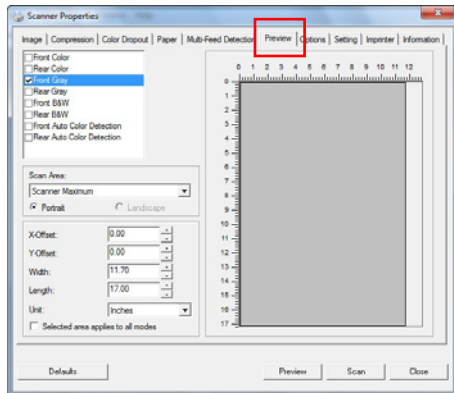 Scanner Properties
Image Compression Color Dropout Paper Multi-Feed Detection Preview Options Setting Imprinter Information
Front Color
Rear Color
Front Gray
Rear Gray
Front B&W
Rear B&W
Front Auto Color Detection
Rear Auto Color Detection
Scan Area:
Scanner Maximum
Portrait Landscape
X-Offset: 0.00
Y-Offset: 0.00
Width: 11.70
Length: 17.00
Unit: Inches
Selected area applies to all modes
0 1 2 3 4 5 6 7 8 9 10 11 12
0
1
2
3
4
5
6
7
8
9
10
11
12
13
14
15
16
17
Defaults Preview Scan Close